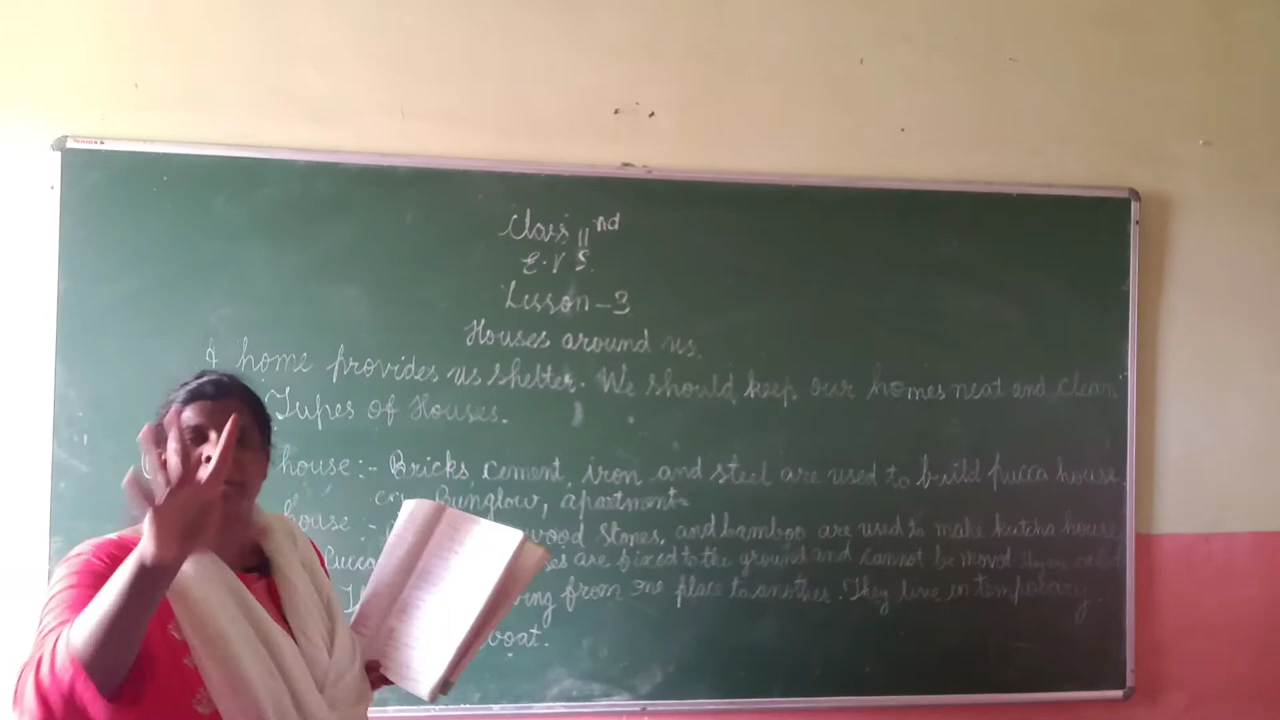 Class IInd
E.V.S.
Lesson-3
Houses around us.
home provides us shelter. We should keep our homes neat and clean
Types of Houses.
house:- Bricks, cement, iron and steel are used to build pucca house.
Bunglow, apartment
house:- wood Stones, and bamboo are used to make kutcha house
Pucca are fixed to the ground and cannot be moved
from one place to another. They live in temporary
boat.